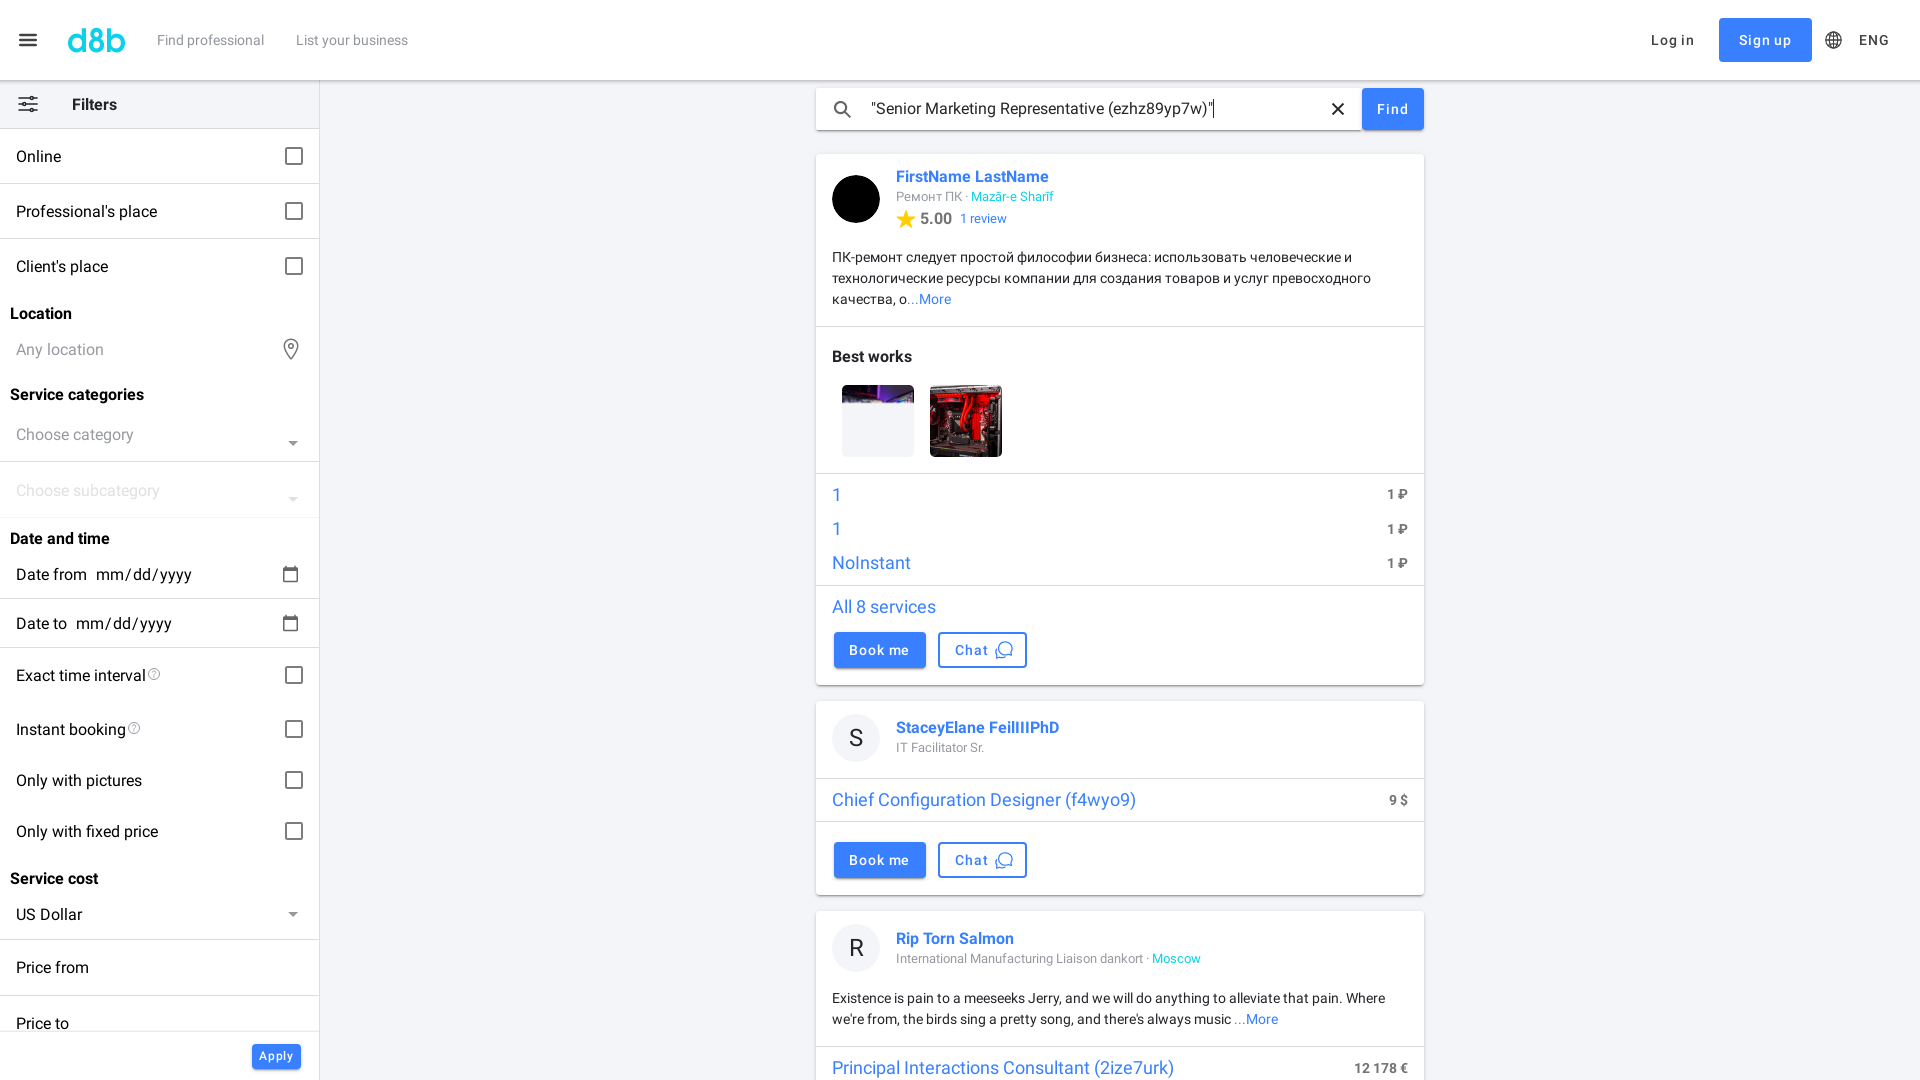 d8b
Find professional
List your business
Log in
Sign up
ENG
Filters
Online
Professional's place
Client's place
Location
Any location
Service categories
Choose category
Choose subcategory
Date and time
Date from mm/dd/yyyy
Date to mm/dd/yyyy
Exact time interval
Instant booking
Only with pictures
Only with fixed price
Service cost
US Dollar
Price from
Price to
Apply
"Senior Marketing Representative (ezhz89yp7w)"
Find
FirstName LastName
Ремонт ПК · Mazār-e Sharīf
5.00 1 review
ПК-ремонт следует простой философии бизнеса: использовать человеческие и
технологические ресурсы компании для создания товаров и услуг превосходного
качества, о...More
Best works
1 1 ₽
1 1 ₽
NoInstant 1 ₽
All 8 services
Book me
Chat
S
StaceyElane FeilIIIPhD
IT Facilitator Sr.
Chief Configuration Designer (f4wyo9) 9 $
Book me
Chat
R
Rip Torn Salmon
International Manufacturing Liaison dankort · Moscow
Existence is pain to a meeseeks Jerry, and we will do anything to alleviate that pain. Where
we're from, the birds sing a pretty song, and there's always music ...More
Principal Interactions Consultant (2ize7urk) 12 178 €